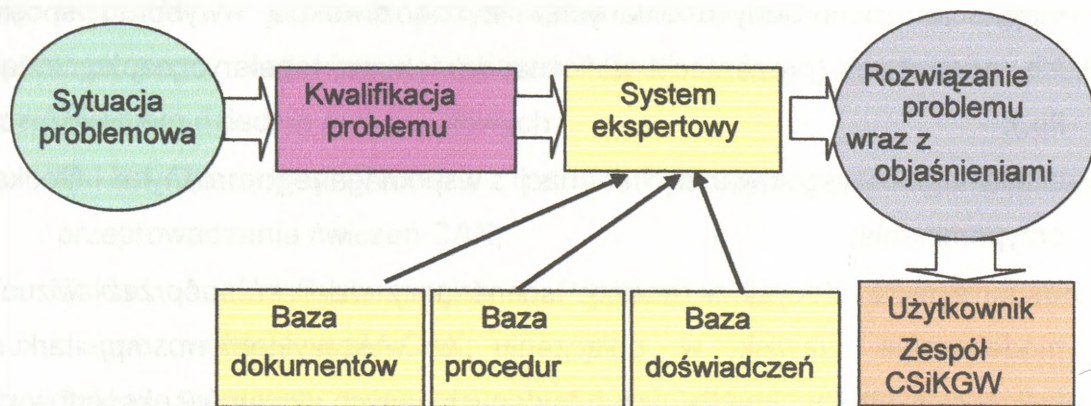 Sytuacja
problemowa
Kwalifikacja
problemu
System
ekspertowy
Rozwiązanie
problemu
wraz z
objaśnieniami
Baza
dokumentów
Baza
procedur
Baza
doświadczeń
Użytkownik
Zespół
CSiKGW